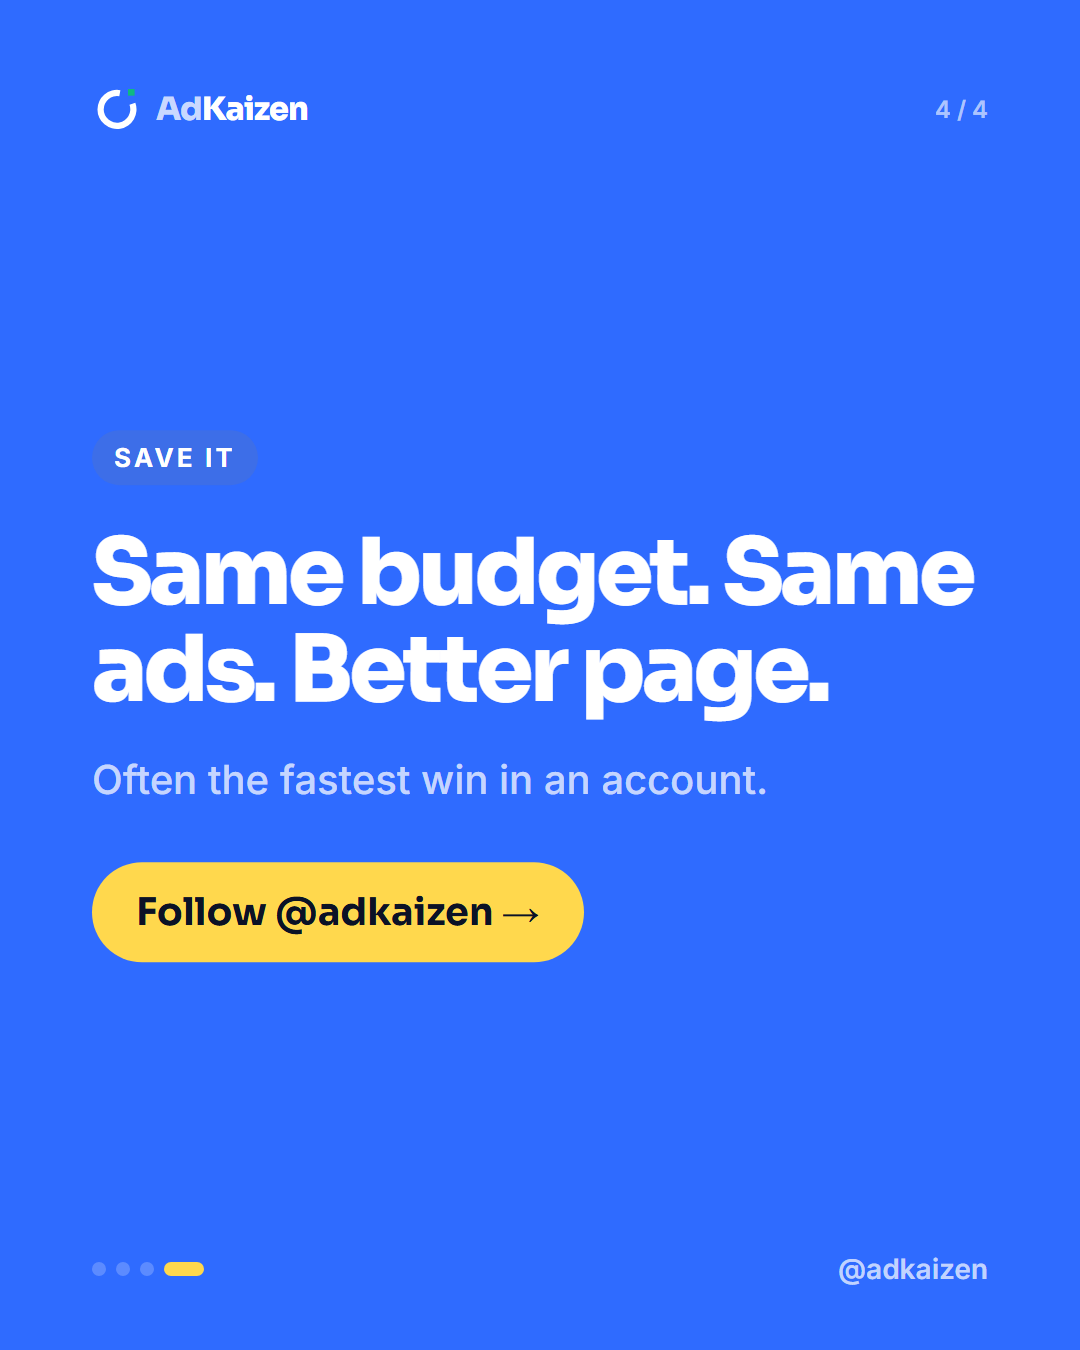 AdKaizen
4 / 4
SAVE IT
Same budget. Same
ads. Better page.
Often the fastest win in an account.
Follow @adkaizen →
@adkaizen